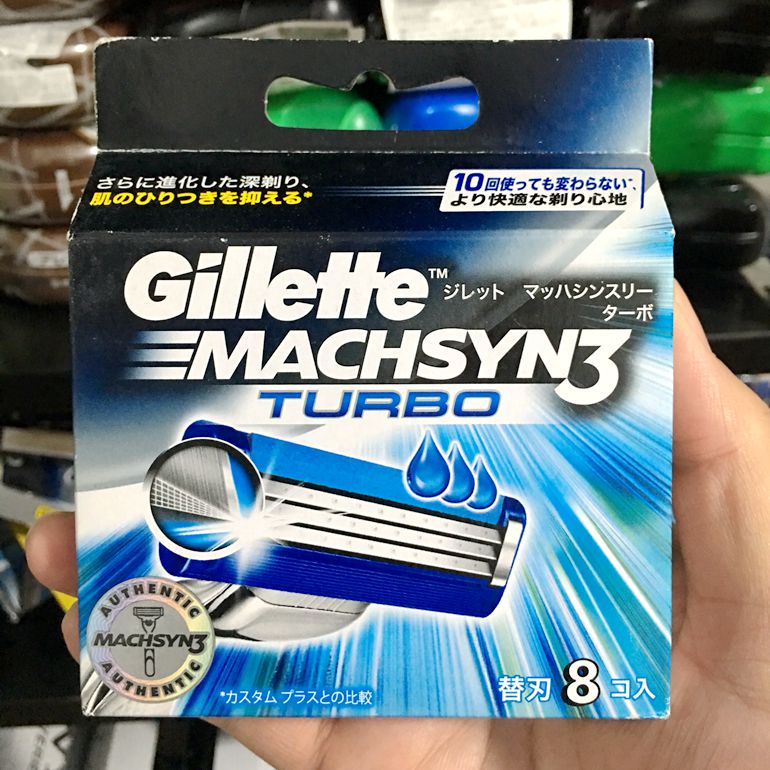 さらに進化した深剃り、
肌のひりつきを抑える*
10回使っても変わらない*、
より快適な剃り心地
Gillette™
ジレット マッハシンスリー
ターボ
MACHSYN3
TURBO
AUTHENTIC
MACHSYN3
AUTHENTIC
*カスタム プラスとの比較
替刃 8 コ入